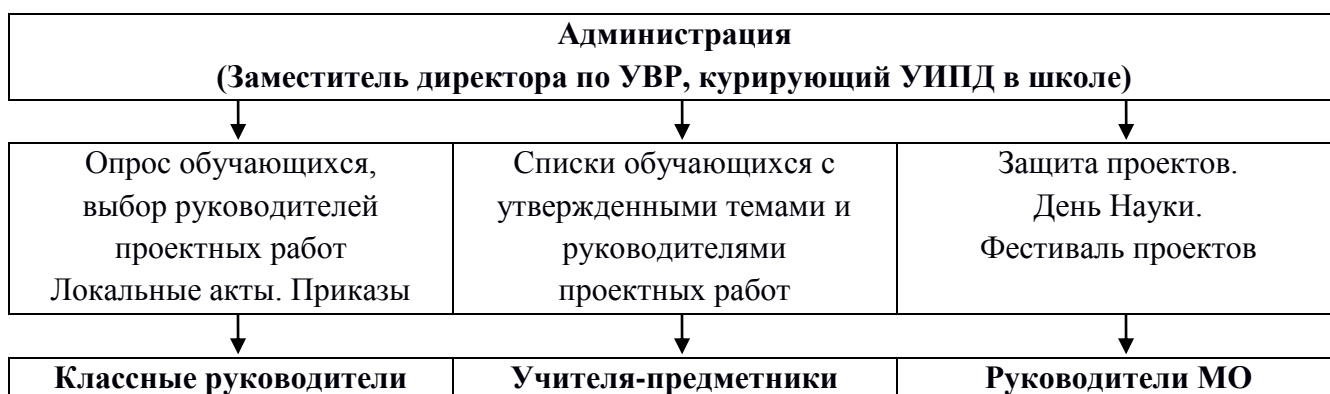 Администрация
(Заместитель директора по УВР, курирующий УИПД в школе)
Опрос обучающихся,
выбор руководителей
проектных работ
Локальные акты. Приказы
Списки обучающихся с
утвержденными темами и
руководителями
проектных работ
Защита проектов.
День Науки.
Фестиваль проектов
Классные руководители
Учителя-предметники
Руководители МО